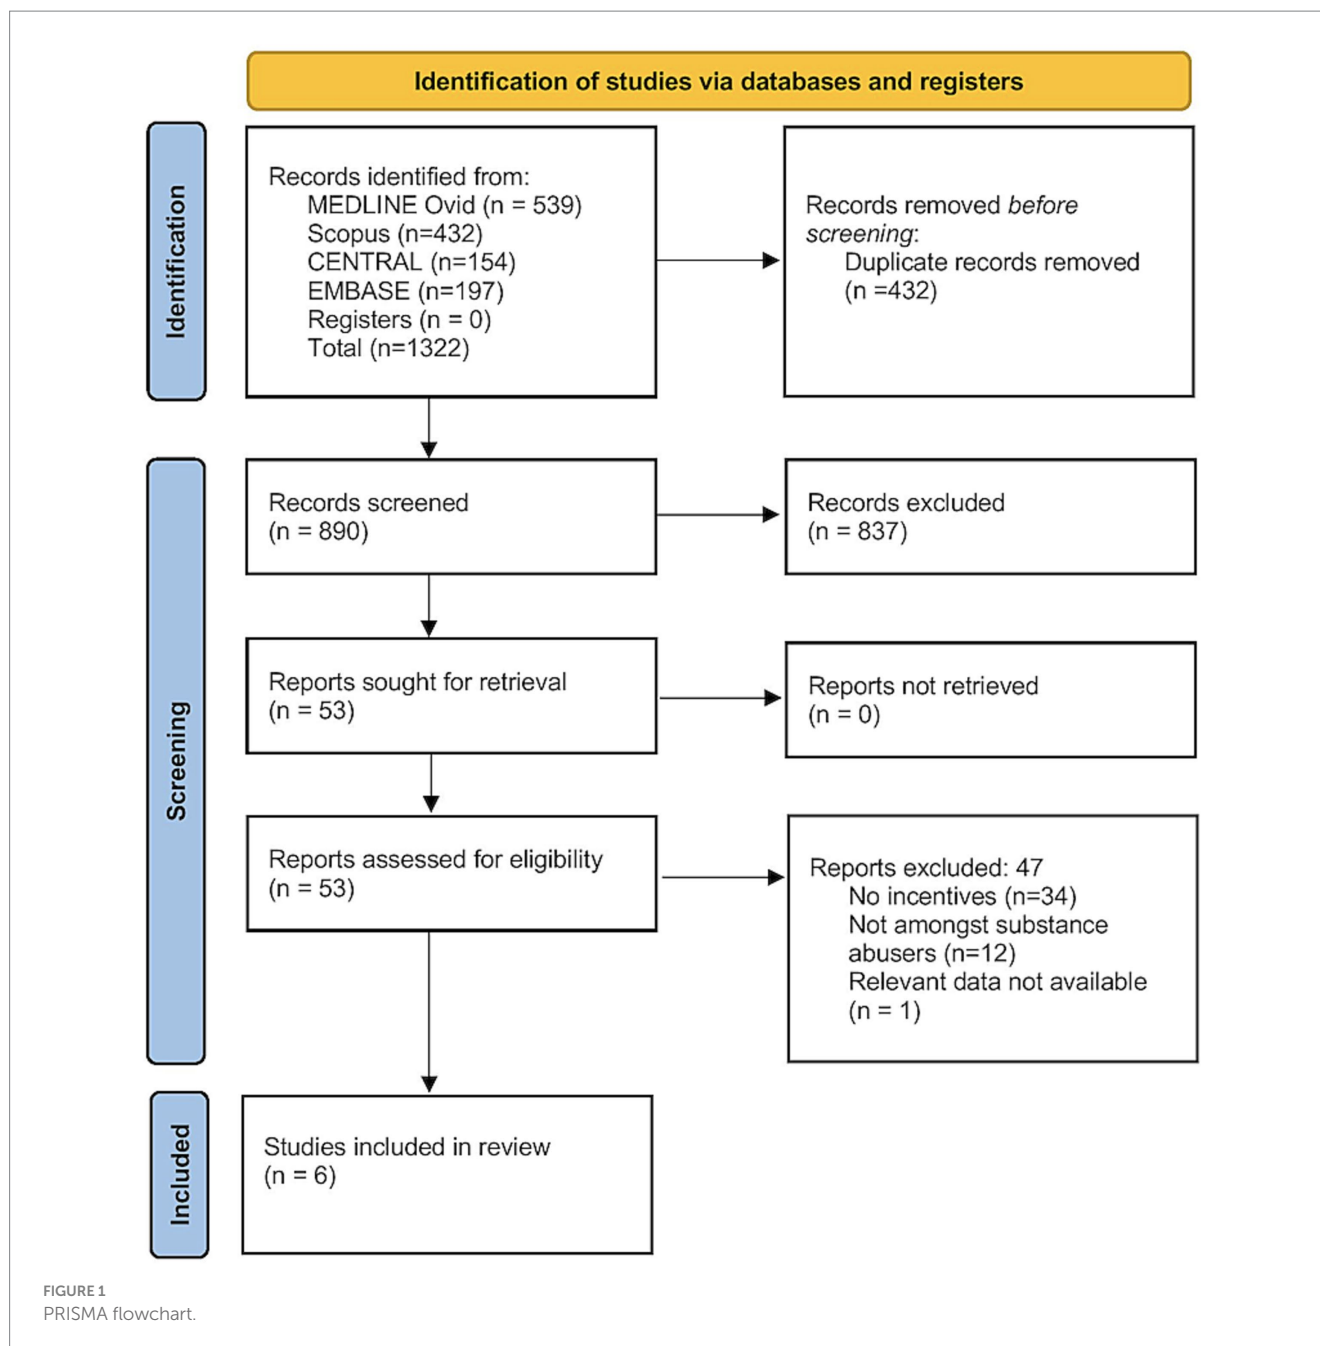 Identification of studies via databases and registers
Identification
Records identified from:
MEDLINE Ovid (n = 539)
Scopus (n=432)
CENTRAL (n=154)
EMBASE (n=197)
Registers (n = 0)
Total (n=1322)
Records removed before
screening:
Duplicate records removed
(n =432)
Screening
Records screened
(n = 890)
Records excluded
(n = 837)
Reports sought for retrieval
(n = 53)
Reports not retrieved
(n = 0)
Reports assessed for eligibility
(n = 53)
Reports excluded: 47
No incentives (n=34)
Not amongst substance
abusers (n=12)
Relevant data not available
(n = 1)
Included
Studies included in review
(n = 6)
FIGURE 1
PRISMA flowchart.